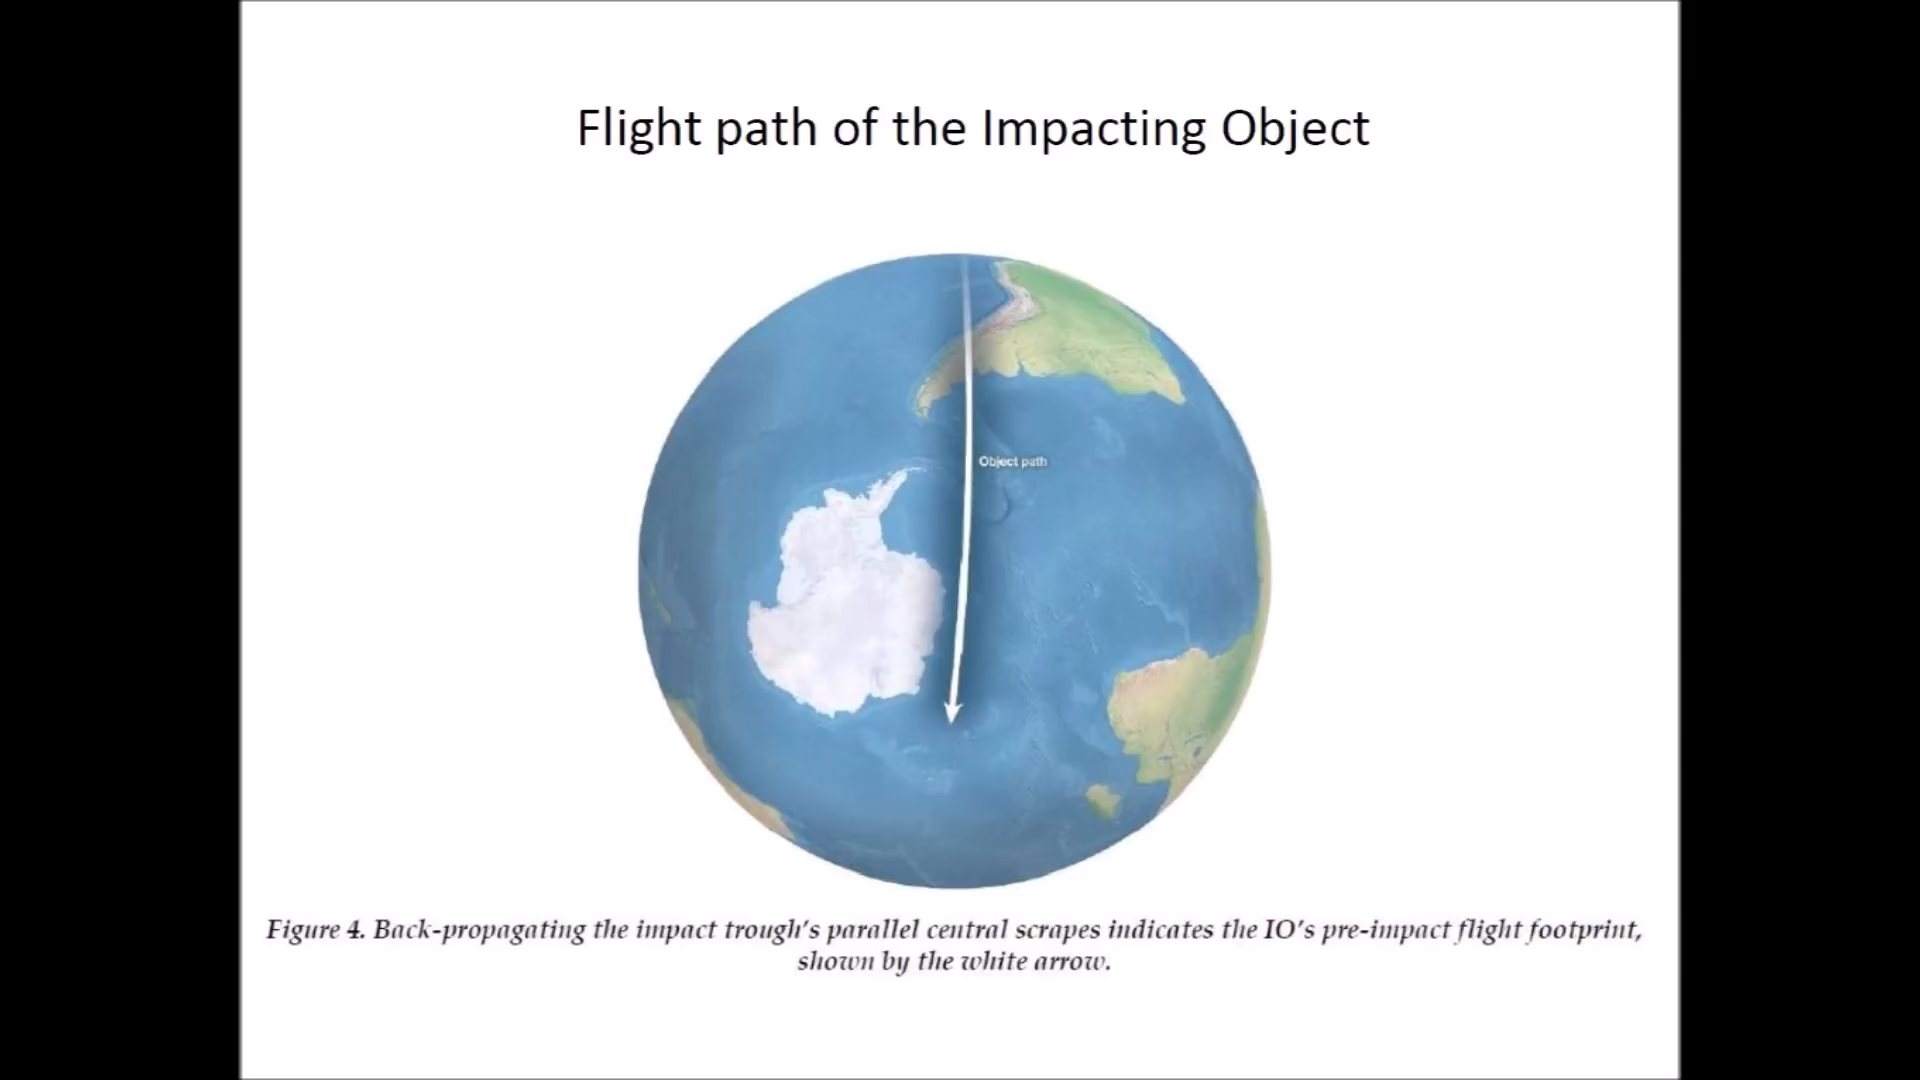 Flight path of the Impacting Object
Object path
Figure 4. Back-propagating the impact trough's parallel central scrapes indicates the IO's pre-impact flight footprint,
shown by the white arrow.